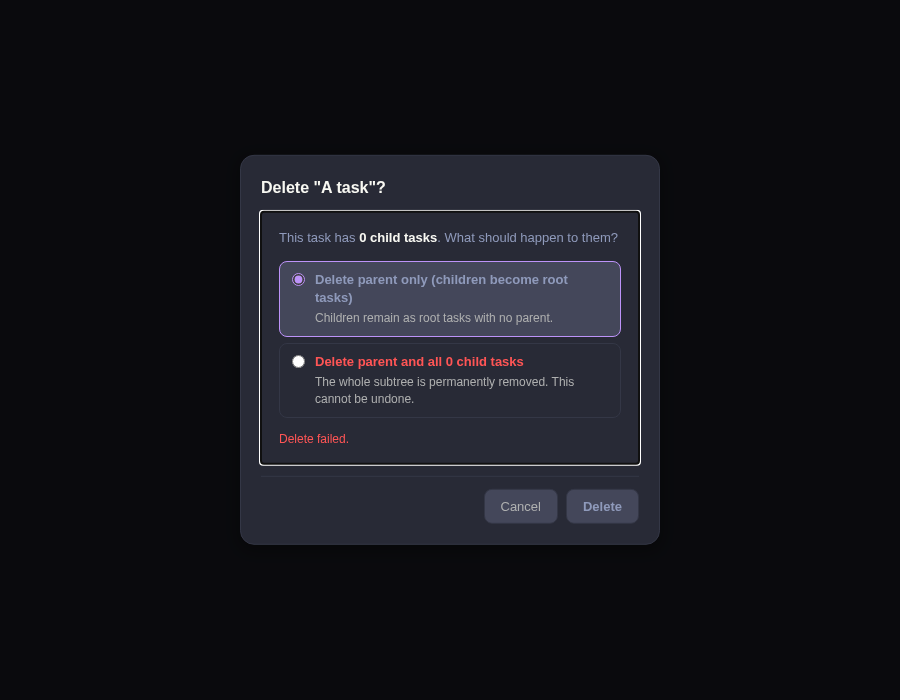 Delete "A task"?
This task has 0 child tasks. What should happen to them?
Delete parent only (children become root
tasks)
Children remain as root tasks with no parent.
Delete parent and all 0 child tasks
The whole subtree is permanently removed. This
cannot be undone.
Delete failed.
Cancel Delete